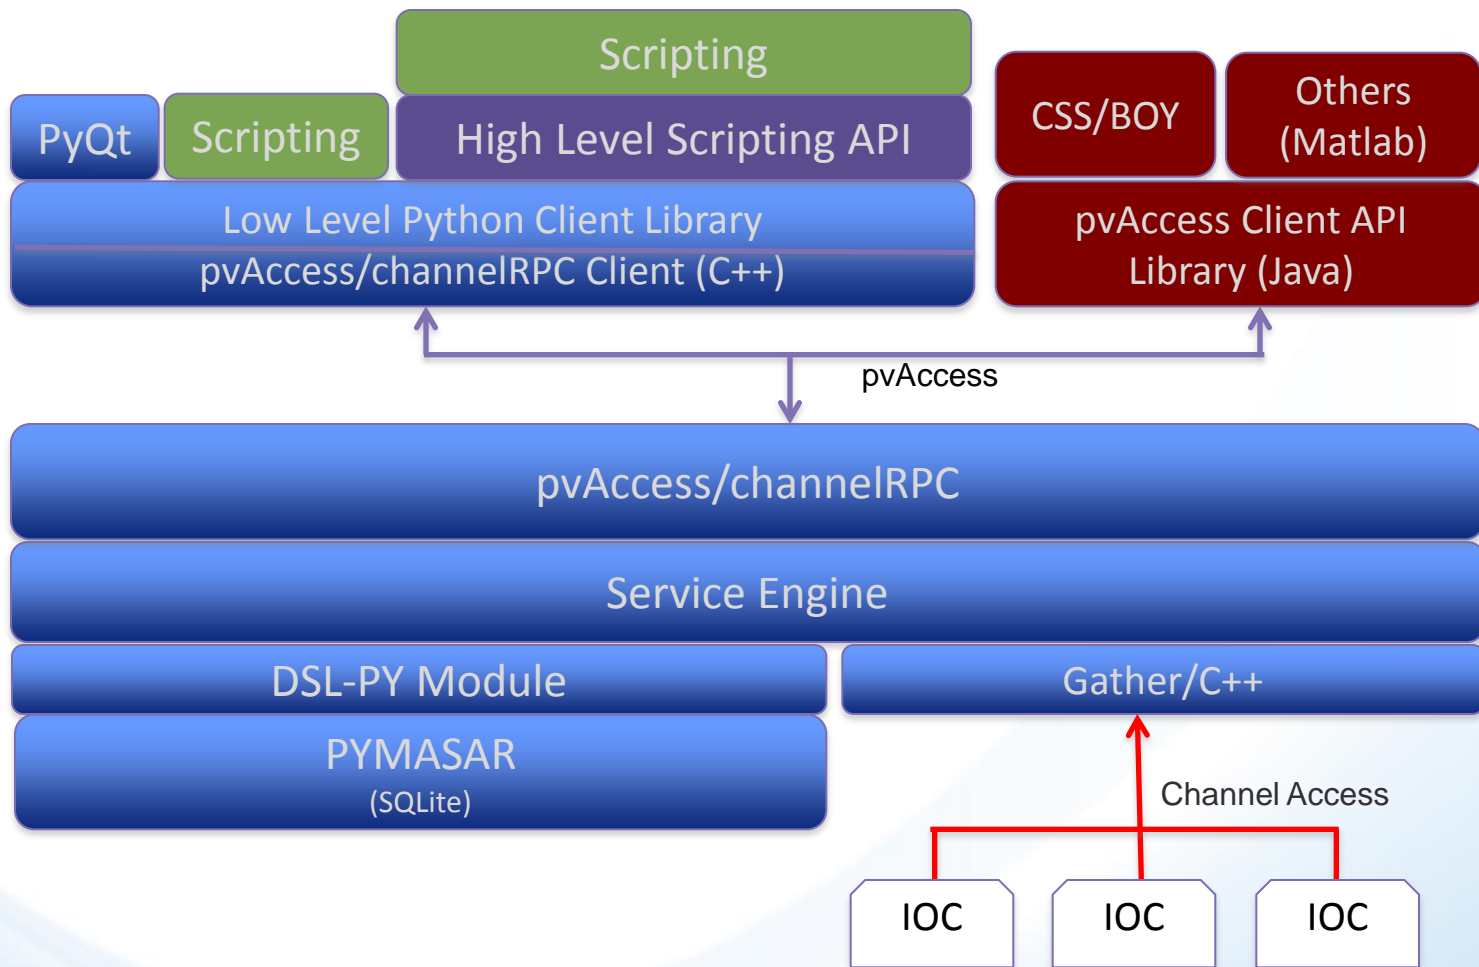 Scripting
PyQt
Scripting
High Level Scripting API
CSS/BOY
Others
(Matlab)
Low Level Python Client Library
pvAccess/channelRPC Client (C++)
pvAccess Client API
Library (Java)
pvAccess
pvAccess/channelRPC
Service Engine
DSL-PY Module
Gather/C++
PYMASAR
(SQLite)
Channel Access
IOC
IOC
IOC